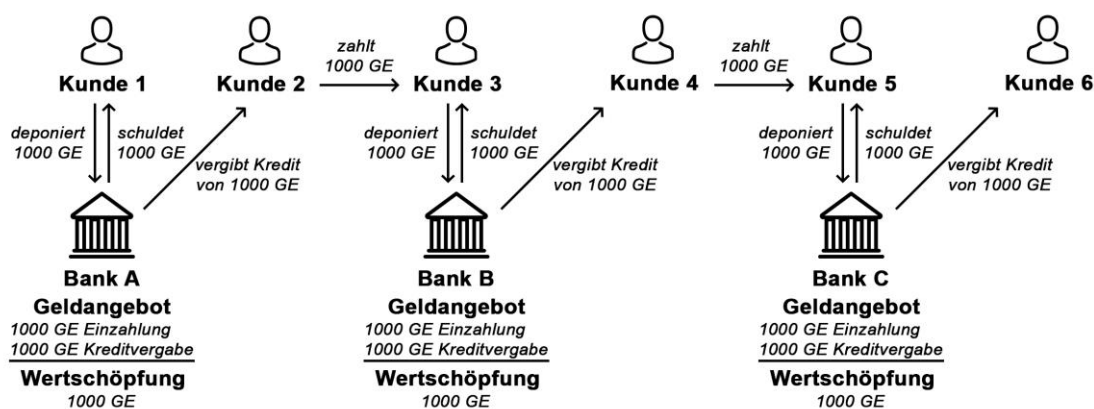 zahlt
1000 GE
zahlt
1000 GE
Kunde 1
Kunde 2
Kunde 3
Kunde 4
Kunde 5
Kunde 6
deponiert
1000 GE
schuldet
1000 GE
vergibt Kredit
von 1000 GE
deponiert
1000 GE
schuldet
1000 GE
vergibt Kredit
von 1000 GE
deponiert
1000 GE
schuldet
1000 GE
vergibt Kredit
von 1000 GE
Bank A
Geldangebot
1000 GE Einzahlung
1000 GE Kreditvergabe
Wertschöpfung
1000 GE
Bank B
Geldangebot
1000 GE Einzahlung
1000 GE Kreditvergabe
Wertschöpfung
1000 GE
Bank C
Geldangebot
1000 GE Einzahlung
1000 GE Kreditvergabe
Wertschöpfung
1000 GE